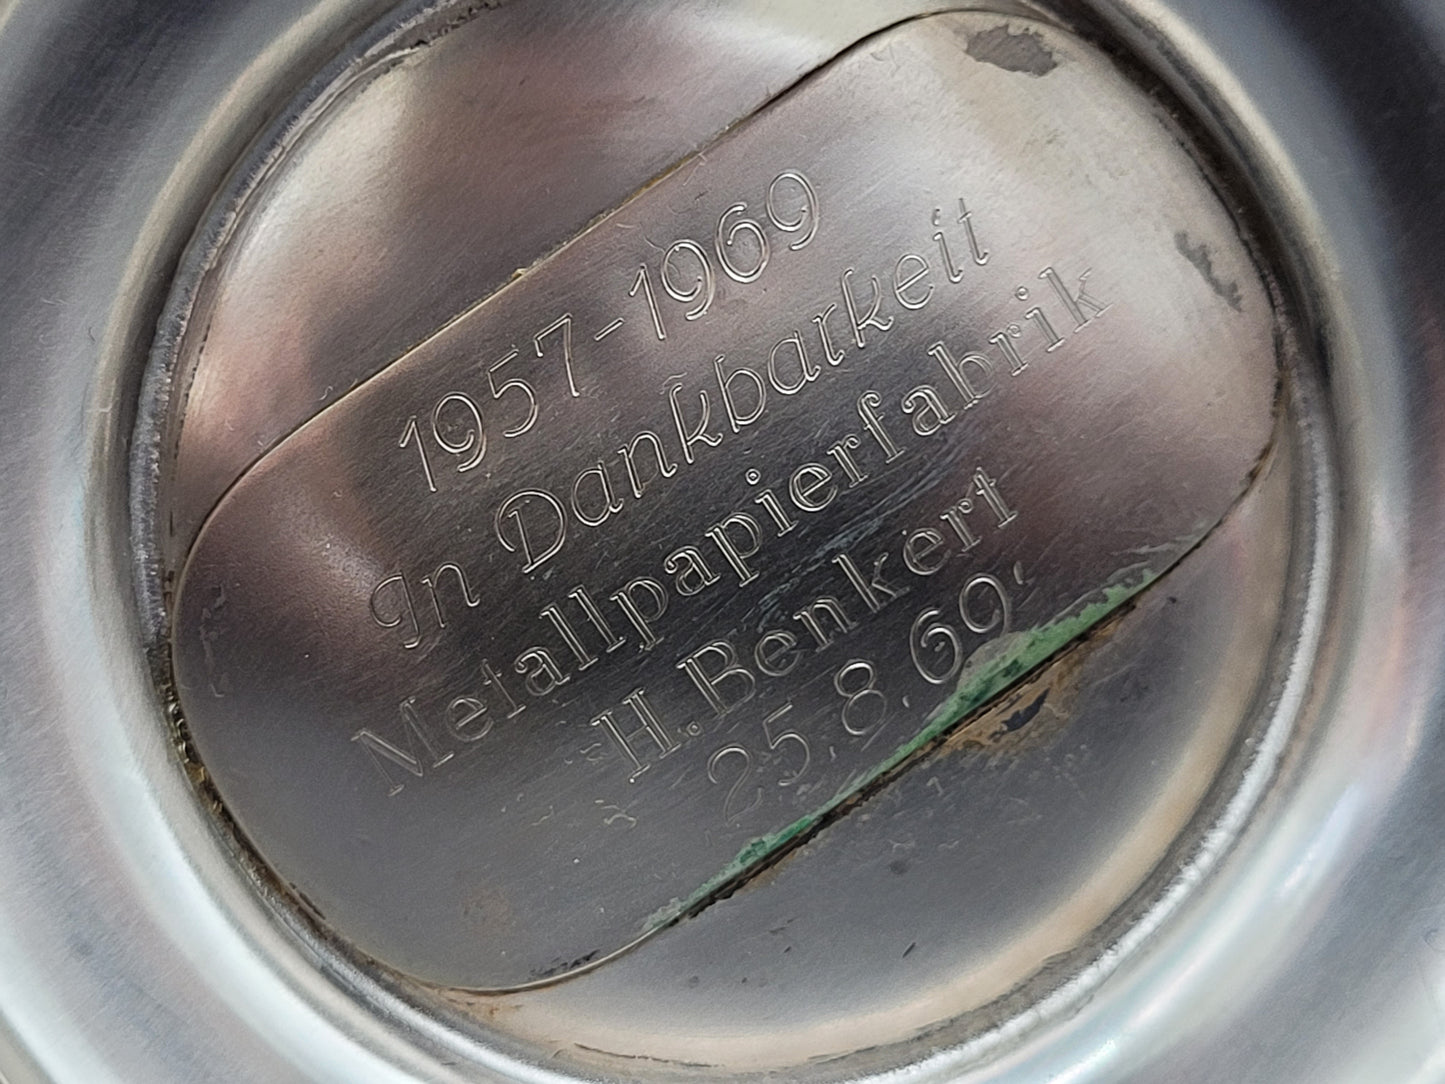 1957-1969
In Dankbarkeit
Metallpapierfabrik
H. Benkert
25.8.69.